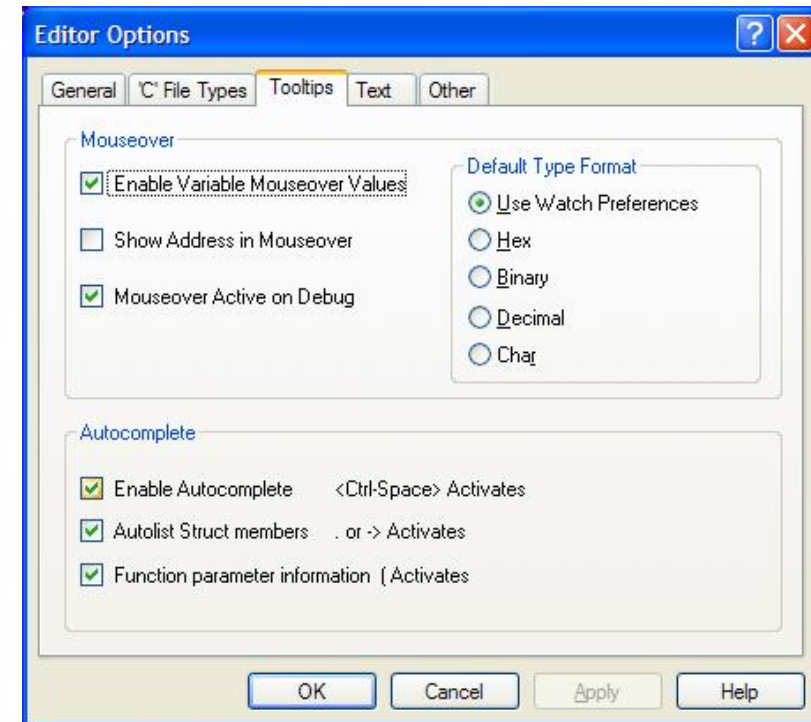 Editor Options
General 'C' File Types Tooltips Text Other
Mouseover
Enable Variable Mouseover Values
Show Address in Mouseover
Mouseover Active on Debug
Default Type Format
Use Watch Preferences
Hex
Binary
Decimal
Char
Autocomplete
Enable Autocomplete <Ctrl-Space> Activates
Autolist Struct members . or -> Activates
Function parameter information ( Activates
OK Cancel Apply Help